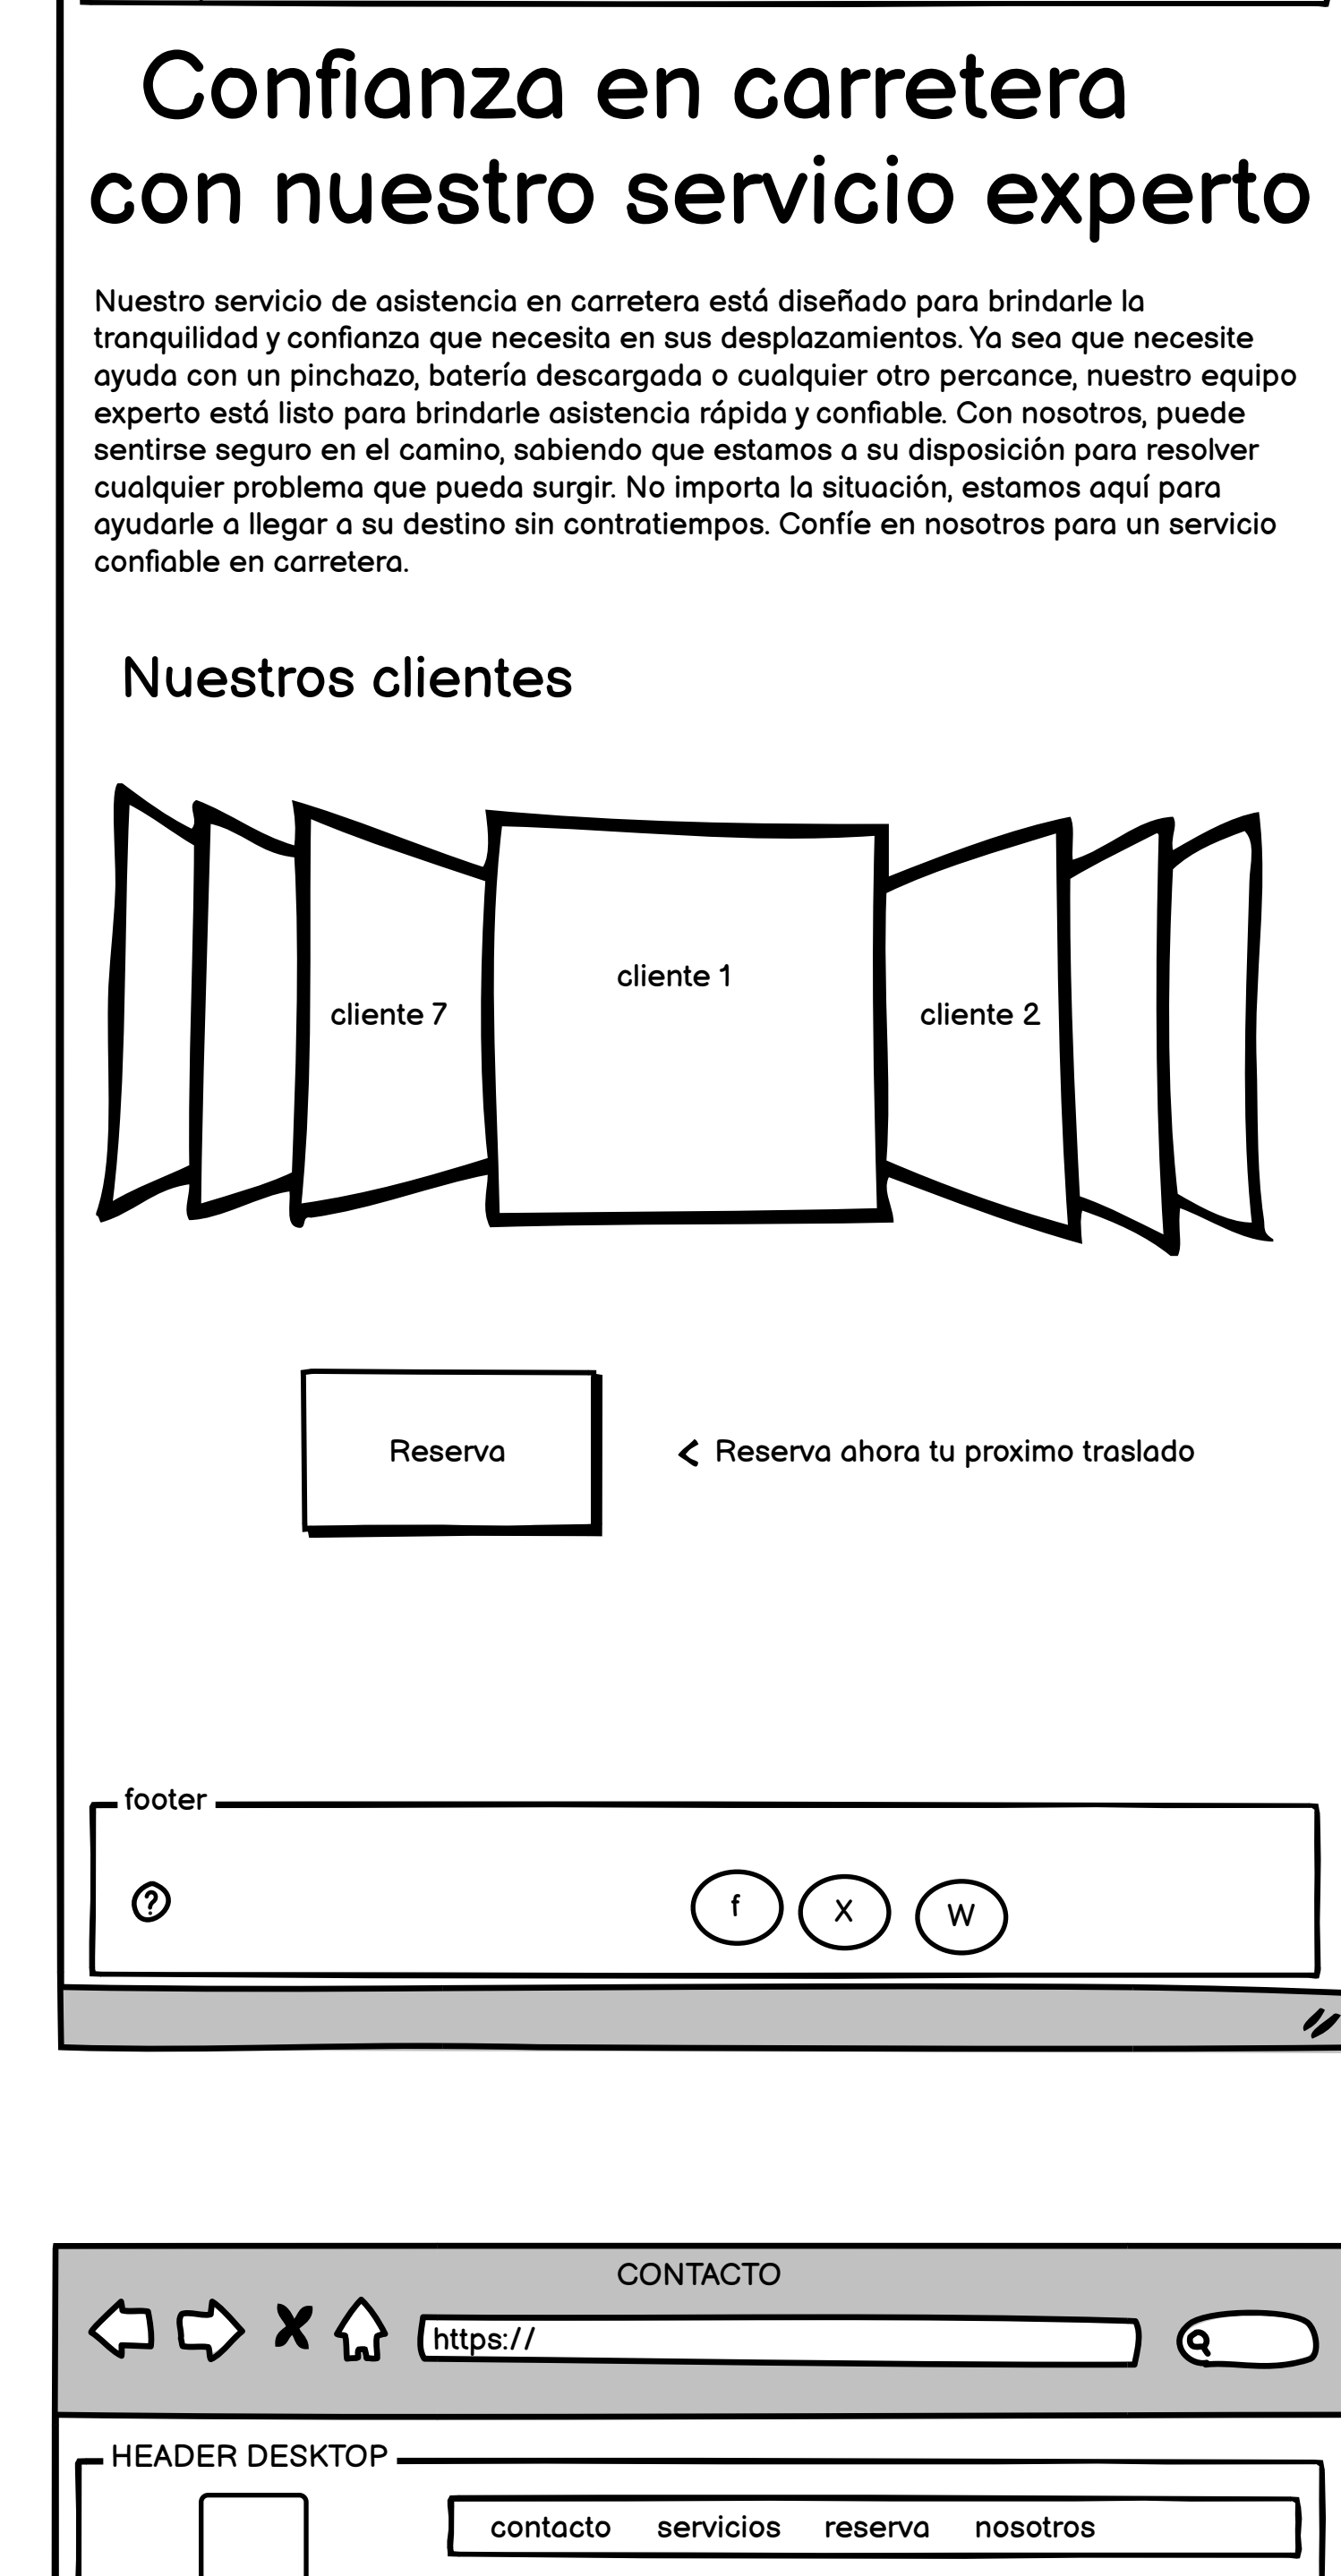 Confianza en carretera
con nuestro servicio experto
Nuestro servicio de asistencia en carretera está diseñado para brindarle la
tranquilidad y confianza que necesita en sus desplazamientos. Ya sea que necesite
ayuda con un pinchazo, batería descargada o cualquier otro percance, nuestro equipo
experto está listo para brindarle asistencia rápida y confiable. Con nosotros, puede
sentirse seguro en el camino, sabiendo que estamos a su disposición para resolver
cualquier problema que pueda surgir. No importa la situación, estamos aquí para
ayudarle a llegar a su destino sin contratiempos. Confíe en nosotros para un servicio
confiable en carretera.
Nuestros clientes
cliente 7
cliente 1
cliente 2
Reserva
< Reserva ahora tu proximo traslado
footer
?
f X W
CONTACTO
https://
HEADER DESKTOP
contacto servicios reserva nosotros